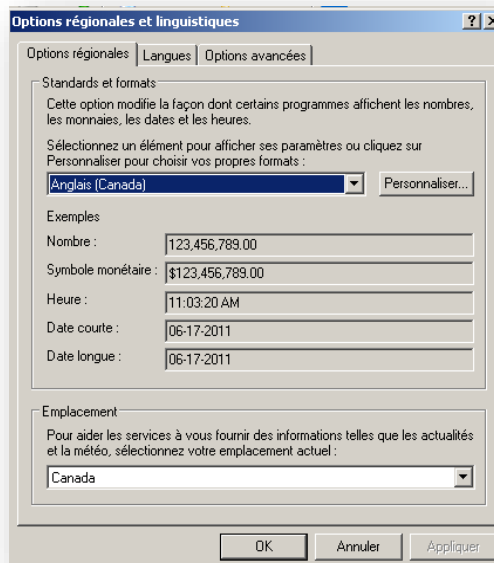 Options régionales et linguistiques
Options régionales Langues Options avancées
Standards et formats
Cette option modifie la façon dont certains programmes affichent les nombres,
les monnaies, les dates et les heures.
Sélectionnez un élément pour afficher ses paramètres ou cliquez sur
Personnaliser pour choisir vos propres formats :
Anglais (Canada) Personnaliser...
Exemples
Nombre : 123,456,789.00
Symbole monétaire : $123,456,789.00
Heure : 11:03:20 AM
Date courte : 06-17-2011
Date longue : 06-17-2011
Emplacement
Pour aider les services à vous fournir des informations telles que les actualités
et la météo, sélectionnez votre emplacement actuel :
Canada
OK Annuler Appliquer